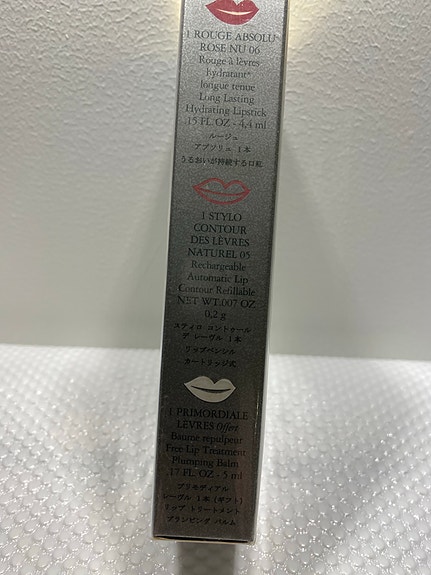 1 ROUGE ABSOLU
ROSE NU 06
Rouge à lèvres
hydratant*
longue tenue
Long Lasting
Hydrating Lipstick
.15 FL. OZ - 4,4 ml
ルージュ
アプソリュ 1本
うるおいが持続する口紅
1 STYLO
CONTOUR
DES LÈVRES
NATUREL 05
Rechargeable
Automatic Lip
Contour Refillable
NET WT.007 OZ
0,2 g
スティロ コントゥール
デ レーヴル 1本
リップペンシル
カートリッジ式
1 PRIMORDIALE
LÈVRES Offert
Baume repulpeur
Free Lip Treatment
Plumping Balm
.17 FL. OZ - 5 ml
プリモディアル
レーヴル 1本 (ギフト)
リップ トリートメント
プランピング バルム